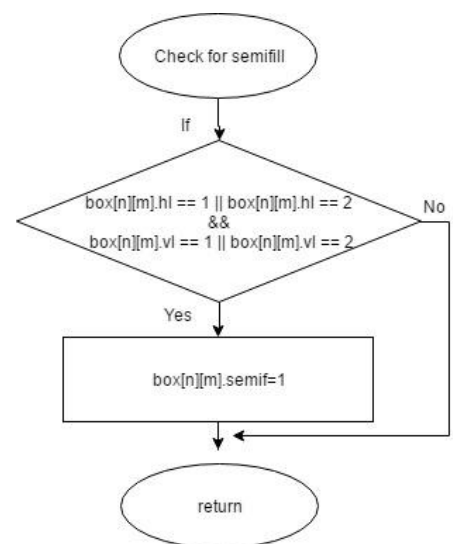 Check for semifill
If
box[n][m].hl == 1 || box[n][m].hl == 2
&&
box[n][m].vl == 1 || box[n][m].vl == 2
No
Yes
box[n][m].semif=1
return